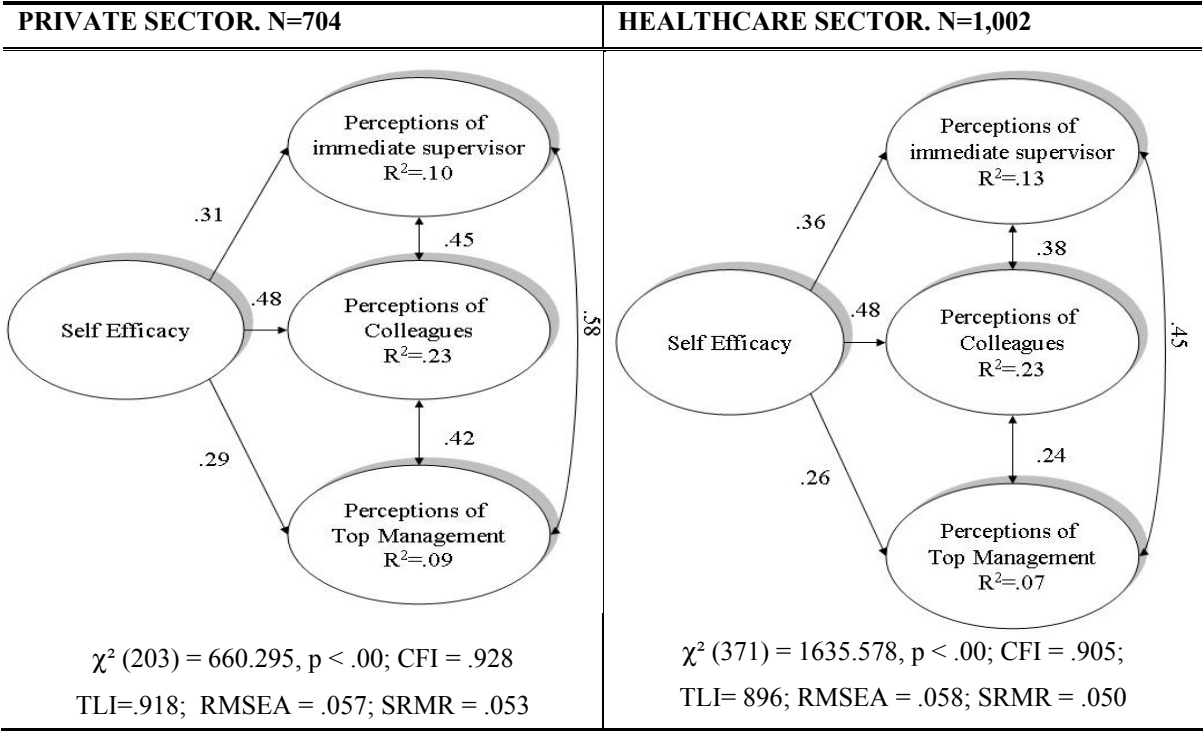 PRIVATE SECTOR. N=704
Perceptions of
immediate supervisor
R²=.10
.31
.45
Self Efficacy
.48
Perceptions of
Colleagues
R²=.23
.58
.42
.29
Perceptions of
Top Management
R²=.09
χ² (203) = 660.295, p < .00; CFI = .928
TLI=.918; RMSEA = .057; SRMR = .053
HEALTHCARE SECTOR. N=1,002
Perceptions of
immediate supervisor
R²=.13
.36
.38
Self Efficacy
.48
Perceptions of
Colleagues
R²=.23
.45
.24
.26
Perceptions of
Top Management
R²=.07
χ² (371) = 1635.578, p < .00; CFI = .905;
TLI= 896; RMSEA = .058; SRMR = .050